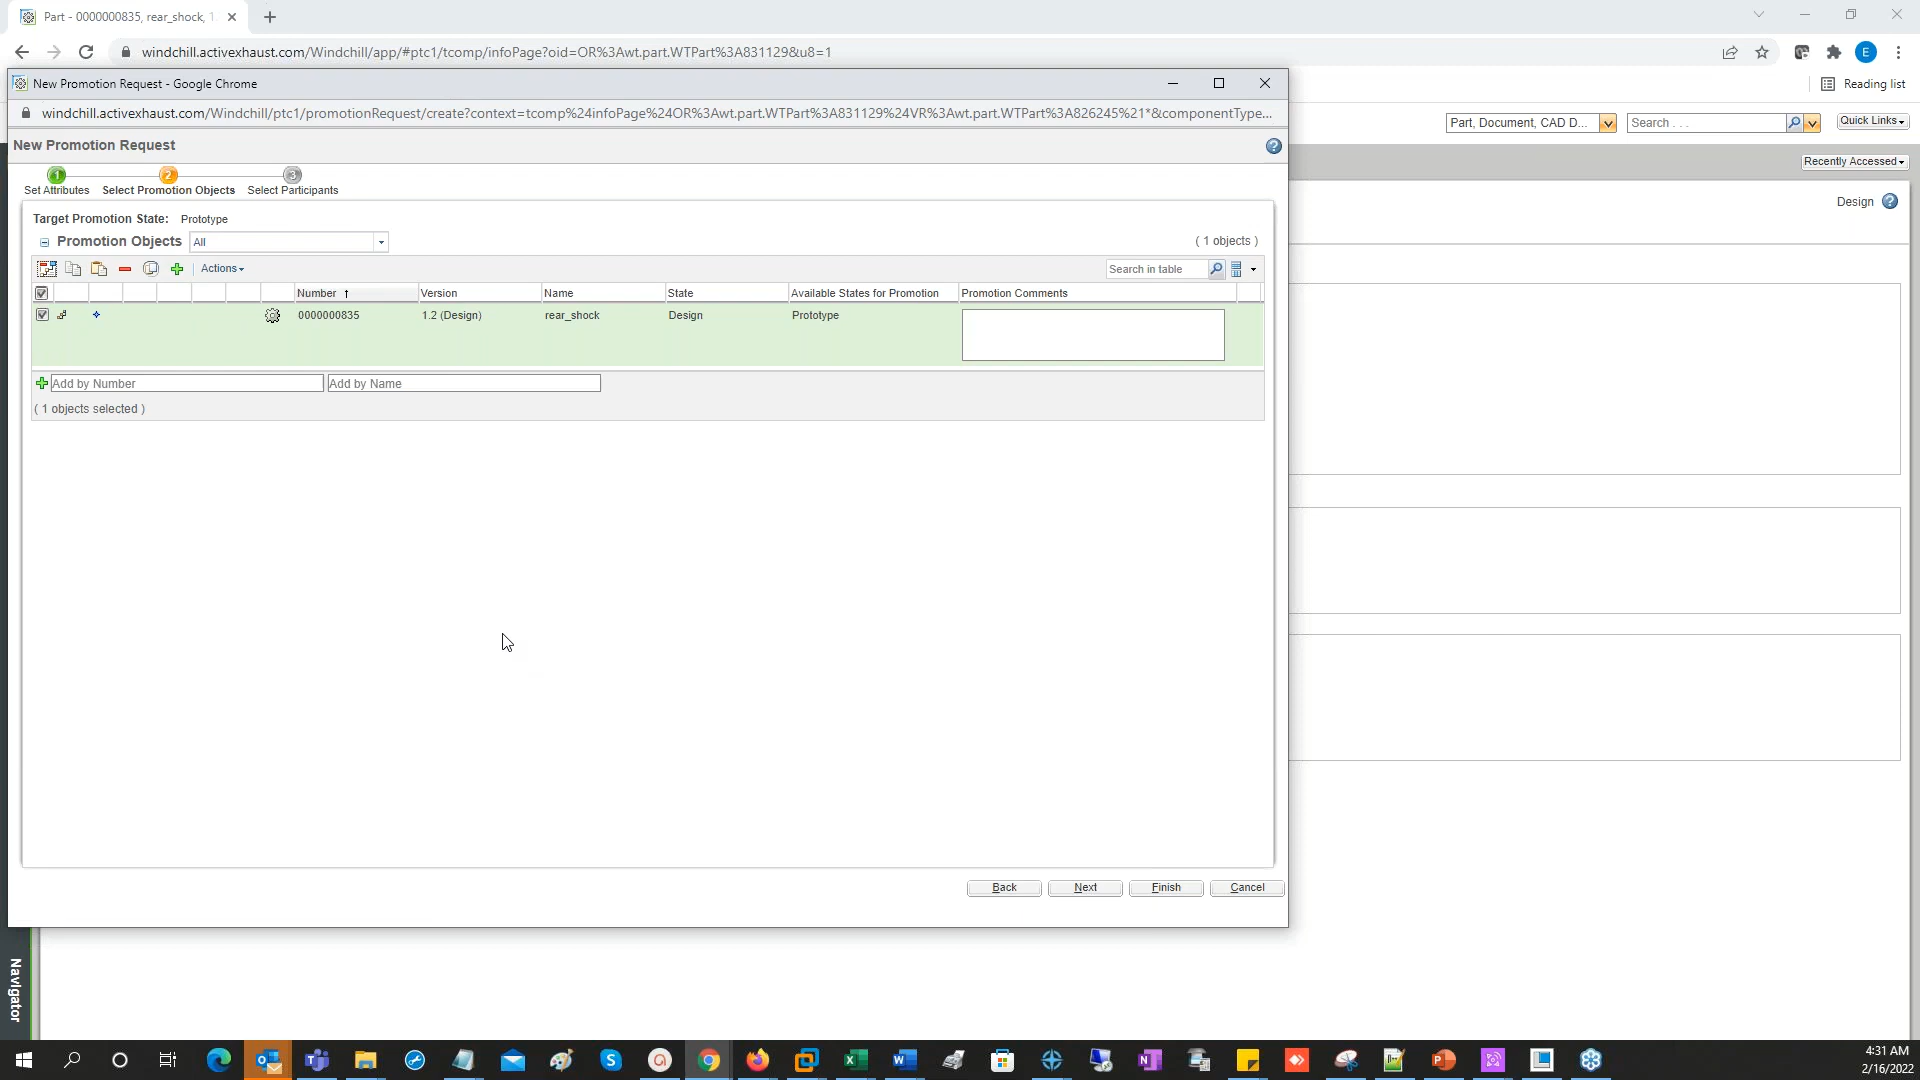 Part - 0000000835, rear_shock, 1.
windchill.activexhaust.com/Windchill/app/#ptc1/tcomp/infoPage?oid=OR%3Awt.part.WTPart%3A831129&u8=1
E
New Promotion Request - Google Chrome
Reading list
windchill.activexhaust.com/Windchill/ptc1/promotionRequest/create?context=tcomp%24infoPage%24OR%3Awt.part.WTPart%3A831129%24VR%3Awt.part.WTPart%3A826245%21*&componentType...
Part, Document, CAD D...
Search . . .
Quick Links
New Promotion Request
Recently Accessed
1
2
3
Set Attributes
Select Promotion Objects
Select Participants
Design
Target Promotion State: Prototype
Promotion Objects
All
( 1 objects )
Actions
Search in table
Number
Version
Name
State
Available States for Promotion
Promotion Comments
0000000835
1.2 (Design)
rear_shock
Design
Prototype
Add by Number
Add by Name
( 1 objects selected )
Back
Next
Finish
Cancel
Navigator
4:31 AM
2/16/2022